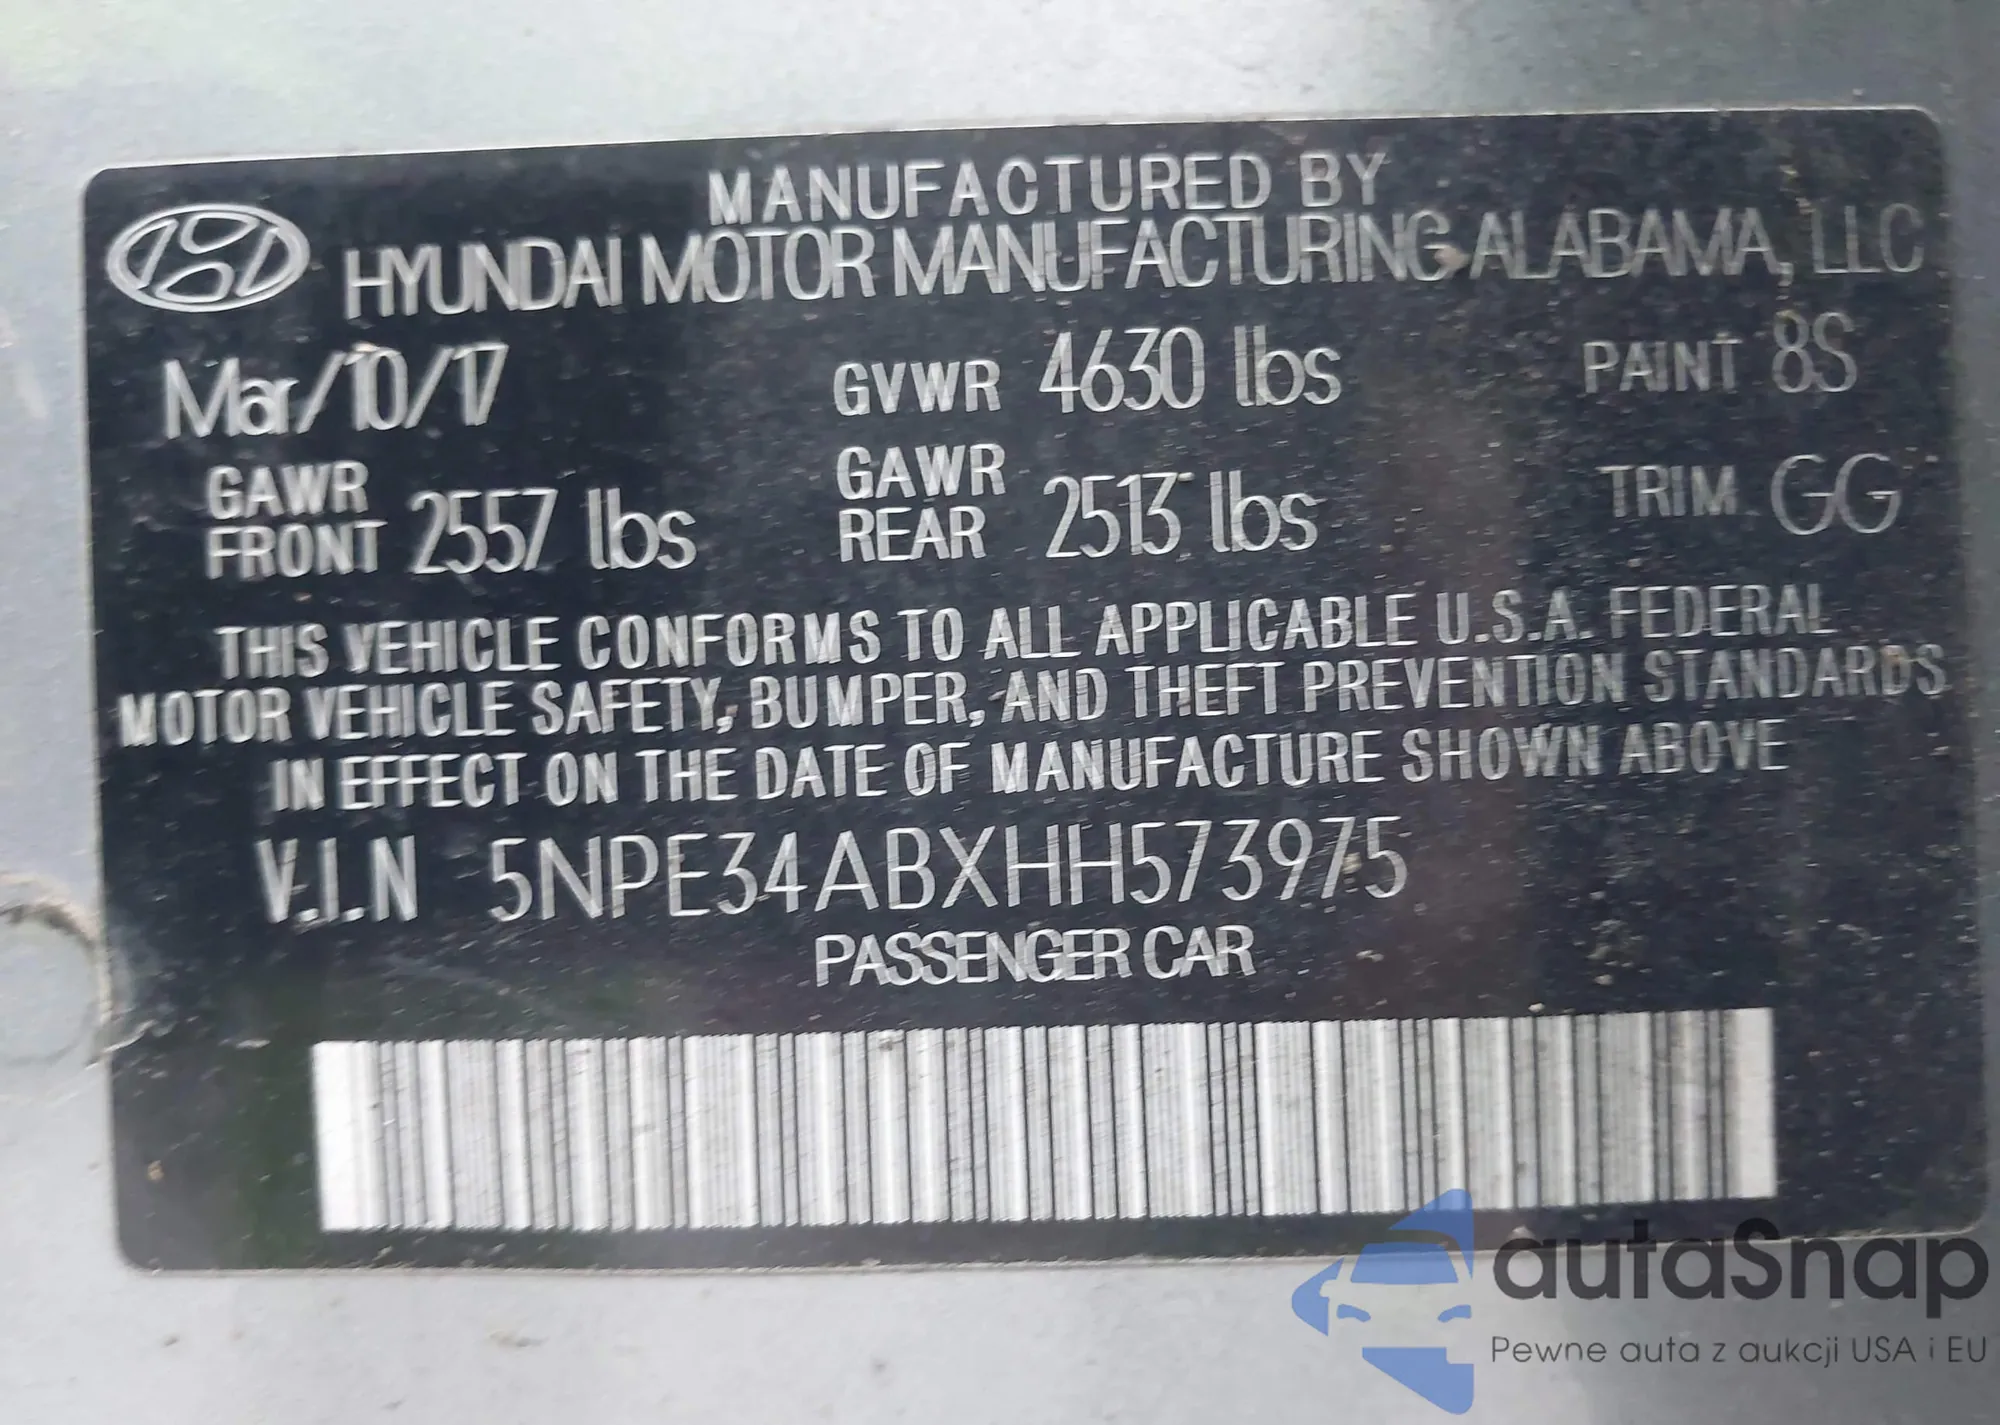 MANUFACTURED BY
HYUNDAI MOTOR MANUFACTURING ALABAMA, LLC
Mar/10/17 GVWR 4630 lbs PAINT 8S
GAWR FRONT 2557 lbs GAWR REAR 2513 lbs TRIM GG
THIS VEHICLE CONFORMS TO ALL APPLICABLE U.S.A. FEDERAL
MOTOR VEHICLE SAFETY, BUMPER, AND THEFT PREVENTION STANDARDS
IN EFFECT ON THE DATE OF MANUFACTURE SHOWN ABOVE
V.I.N 5NPE34ABXHH573975
PASSENGER CAR
autaSnap
Pewne auta z aukcji USA i EU